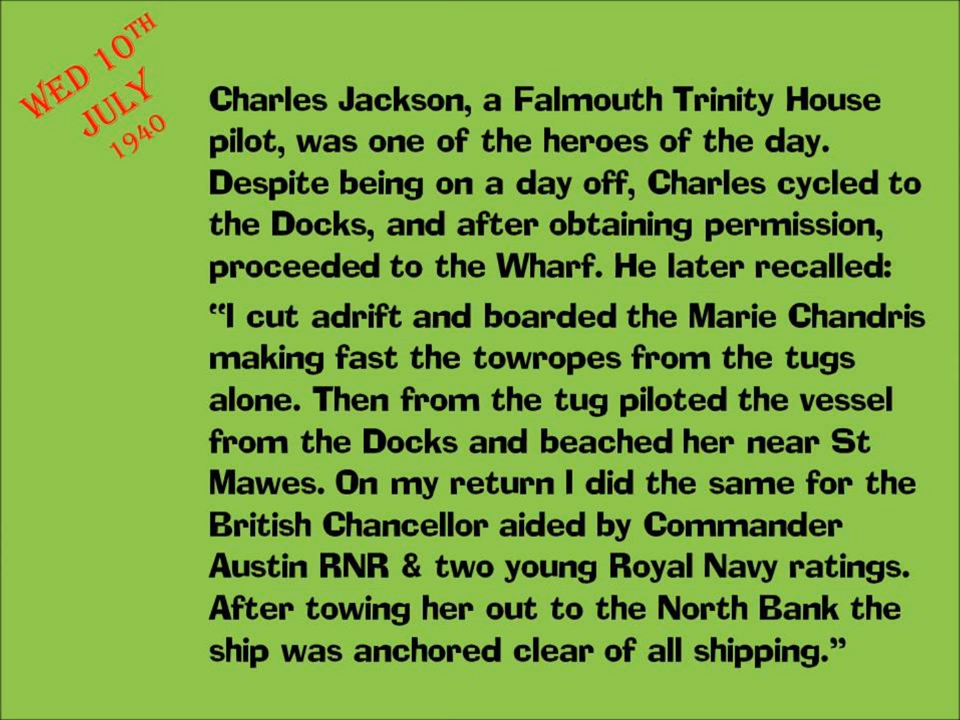 WED 10TH
JULY
1940
Charles Jackson, a Falmouth Trinity House
pilot, was one of the heroes of the day.
Despite being on a day off, Charles cycled to
the Docks, and after obtaining permission,
proceeded to the Wharf. He later recalled:
“I cut adrift and boarded the Marie Chandris
making fast the towropes from the tugs
alone. Then from the tug piloted the vessel
from the Docks and beached her near St
Mawes. On my return I did the same for the
British Chancellor aided by Commander
Austin RNR & two young Royal Navy ratings.
After towing her out to the North Bank the
ship was anchored clear of all shipping.”